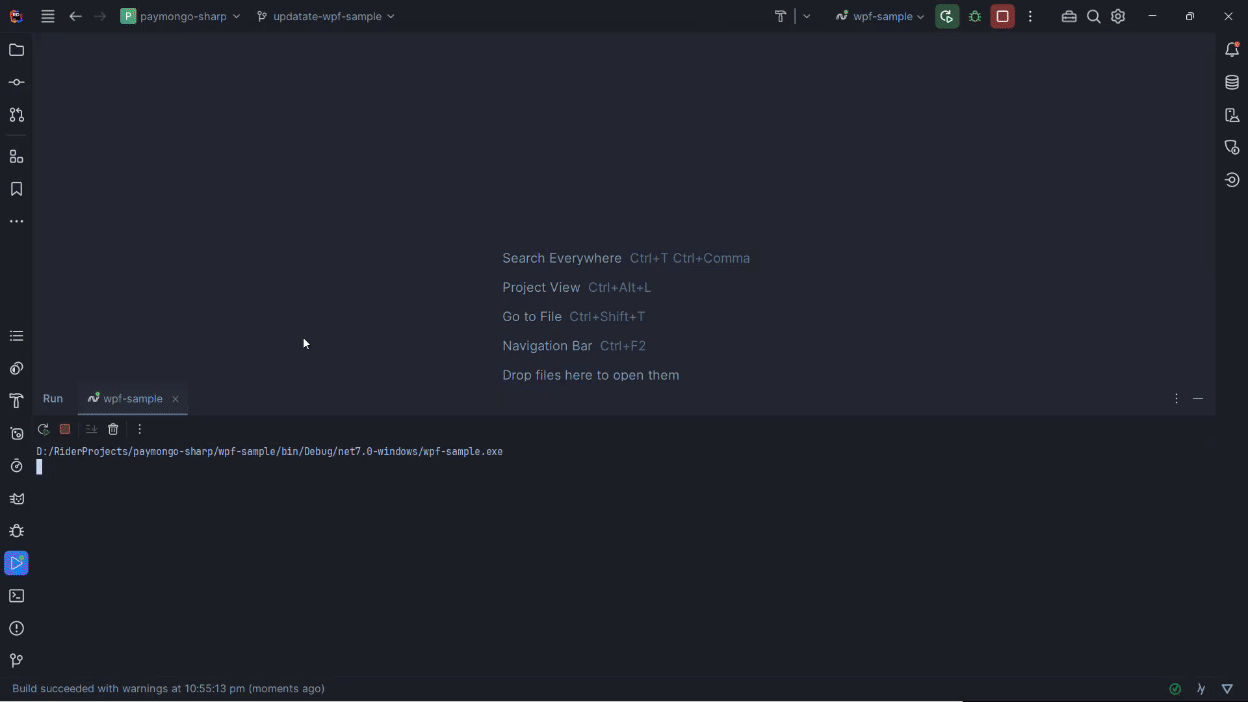 P paymongo-sharp updatate-wpf-sample wpf-sample
Search Everywhere Ctrl+T Ctrl+Comma
Project View Ctrl+Alt+L
Go to File Ctrl+Shift+T
Navigation Bar Ctrl+F2
Drop files here to open them
Run wpf-sample
D:/RiderProjects/paymongo-sharp/wpf-sample/bin/Debug/net7.0-windows/wpf-sample.exe
Build succeeded with warnings at 10:55:13 pm (moments ago)